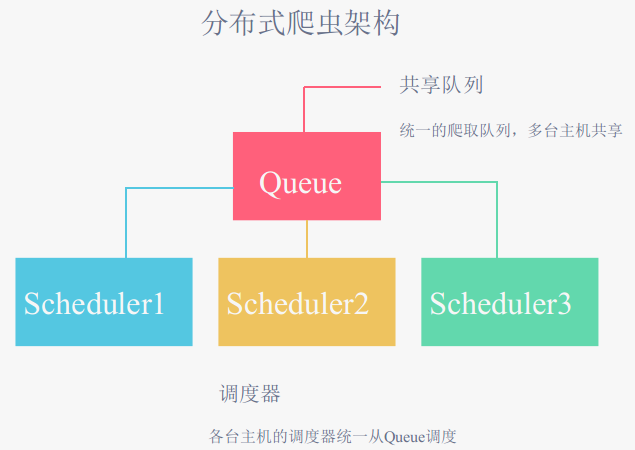 分布式爬虫架构
共享队列
统一的爬取队列，多台主机共享
Queue
Scheduler1
Scheduler2
Scheduler3
调度器
各台主机的调度器统一从Queue调度